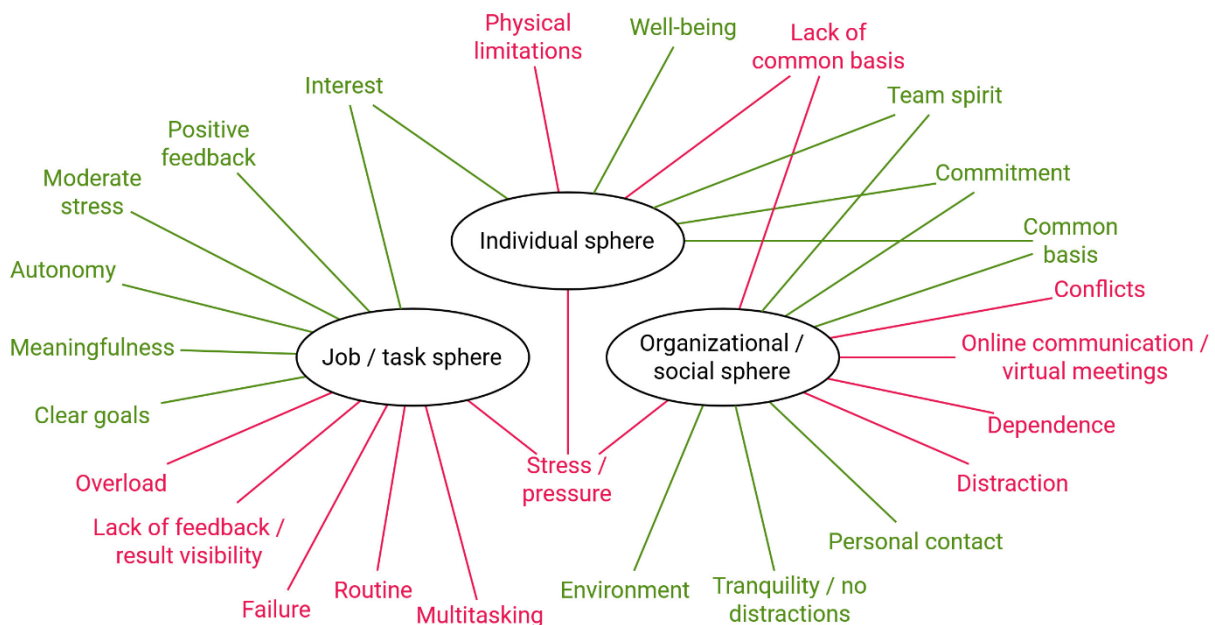 Physical
limitations
Well-being
Lack of
common basis
Interest
Team spirit
Positive
feedback
Moderate
stress
Commitment
Individual sphere
Common
basis
Autonomy
Conflicts
Meaningfulness
Job / task sphere
Organizational /
social sphere
Online communication /
virtual meetings
Clear goals
Dependence
Overload
Stress /
pressure
Distraction
Lack of feedback /
result visibility
Personal contact
Failure
Routine
Multitasking
Environment
Tranquility / no
distractions